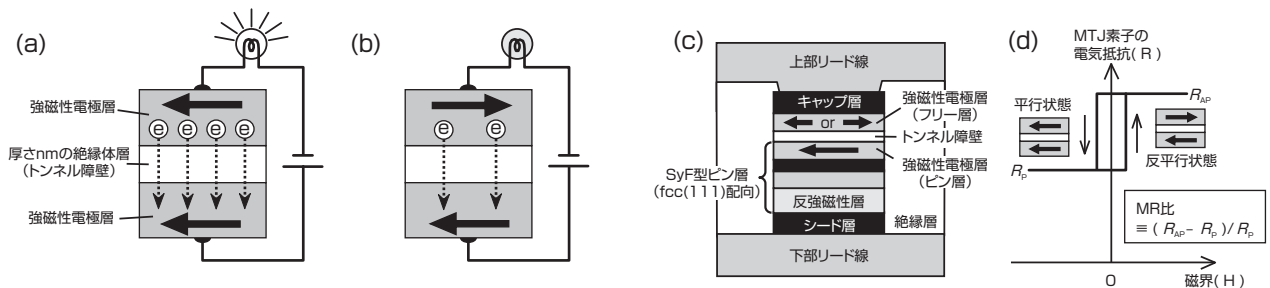 (a)
強磁性電極層
e e e e
厚さnmの絶縁体層
(トンネル障壁)
強磁性電極層
(b)
e e
(c)
上部リード線
キャップ層
or
強磁性電極層
(フリー層)
トンネル障壁
強磁性電極層
(ピン層)
SyF型ピン層
(fcc(111)配向)
反強磁性層
シード層
絶縁層
下部リード線
(d)
MTJ素子の
電気抵抗(R)
平行状態
RAP
反平行状態
RP
MR比
≡ ( RAP− RP )/ RP
0
磁界(H)